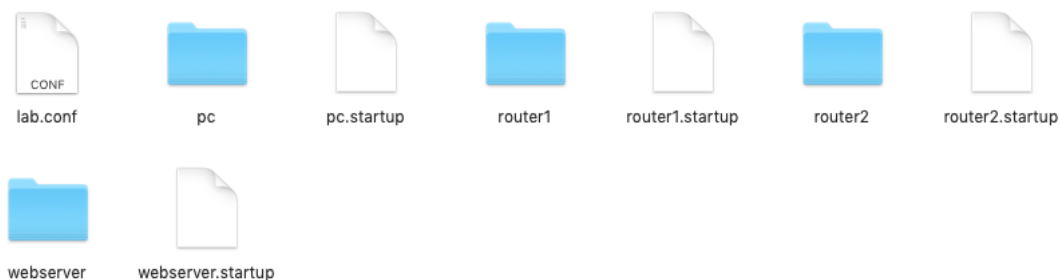 CONF
lab.conf pc pc.startup router1 router1.startup router2 router2.startup
webserver webserver.startup